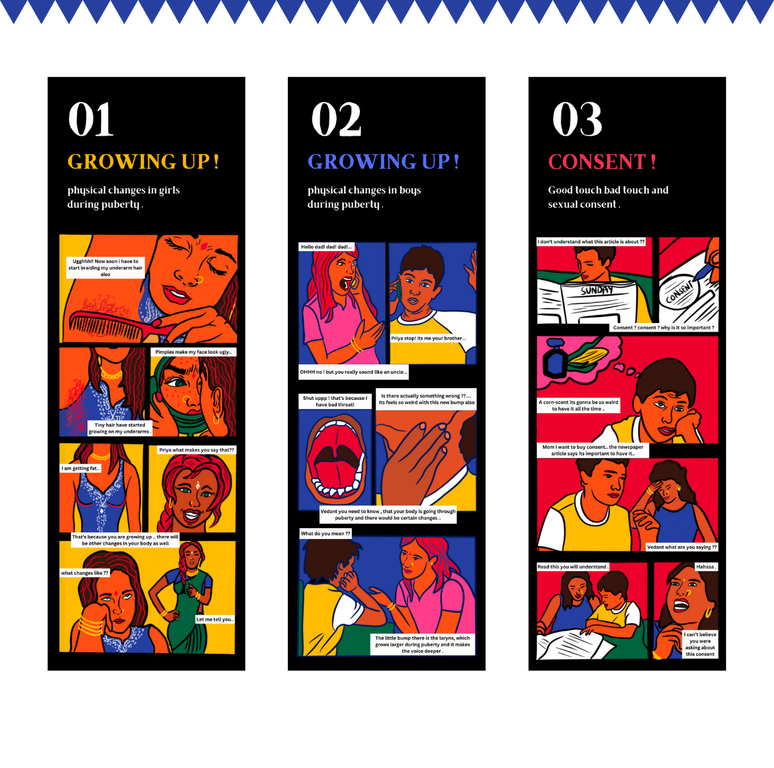 01
GROWING UP !
physical changes in girls
during puberty .
Ugghhh!! Now soon i have to
start braiding my underarm hair
also
Pimples make my face look ugly..
Tiny hair have started
growing on my underarms .
I am getting fat..
Priya what makes you say that??
That's because you are growing up .. there will
be other changes in your body as well
what changes like ??
Let me tell you..
02
GROWING UP !
physical changes in boys
during puberty .
Hello dad! dad! dad!...
Priya stop! Its me your brother...
OHHH no ! but you really sound like an uncle ..
Shut uppp ! that's because I
have bad throat!
Is there actually something wrong ??....
Its feels so weird with this new bump also
Vedant you need to know , that your body is going through
puberty and there would be certain changes ..
What do you mean ??
The little bump there is the larynx, which
grows larger during puberty and it makes
the voice deeper .
03
CONSENT !
Good touch bad touch and
sexual consent .
I don't understand what this article is about ??
SUNDAY
CONSENT
Consent ? consent ? why is it so important ?
A corn-scent its gonna be so weird
to have it all the time ..
Mom I want to buy consent.. the newspaper
article says its important to have it..
Vedant what are you saying ??
Read this you will understand .
Hahaaa .
I can't believe
you were
asking about
this consent